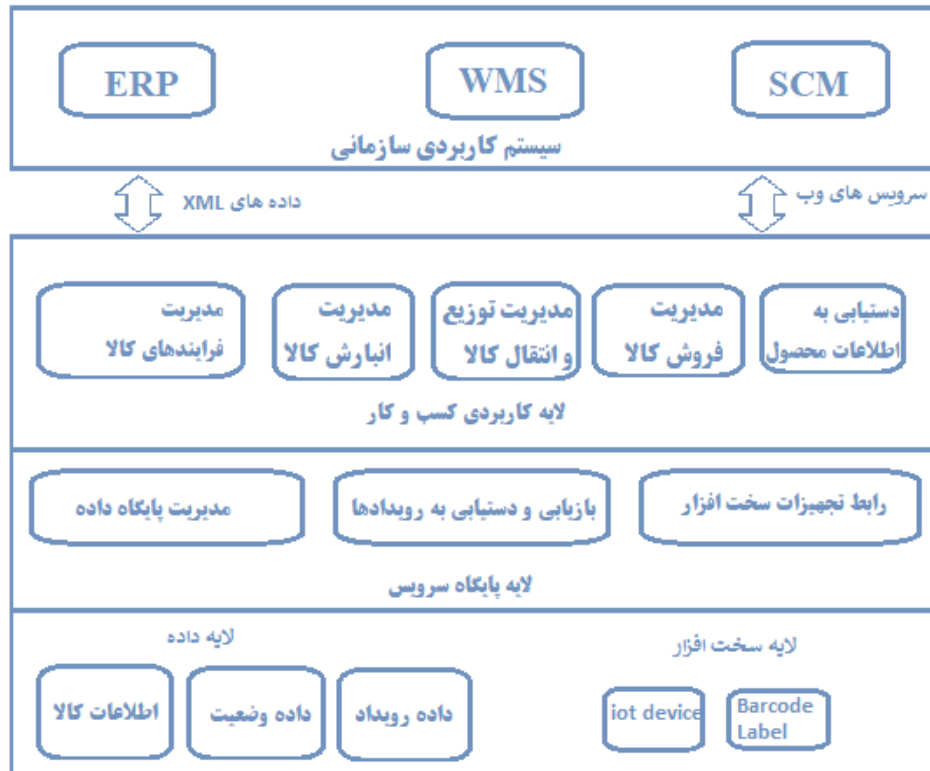 ERP
WMS
SCM
سیستم کاربردی سازمانی
داده های XML
سرویس های وب
دستیابی به
اطلاعات محصول
مدیریت
فروش کالا
مدیریت توزیع
و انتقال کالا
مدیریت
انبارش کالا
مدیریت
فرایندهای کالا
لایه کاربردی کسب و کار
رابط تجهیزات سخت افزار
بازیابی و دستیابی به رویدادها
مدیریت پایگاه داده
لایه پایگاه سرویس
لایه سخت افزار
Barcode
Label
iot device
لایه داده
داده رویداد
داده وضعیت
اطلاعات کالا